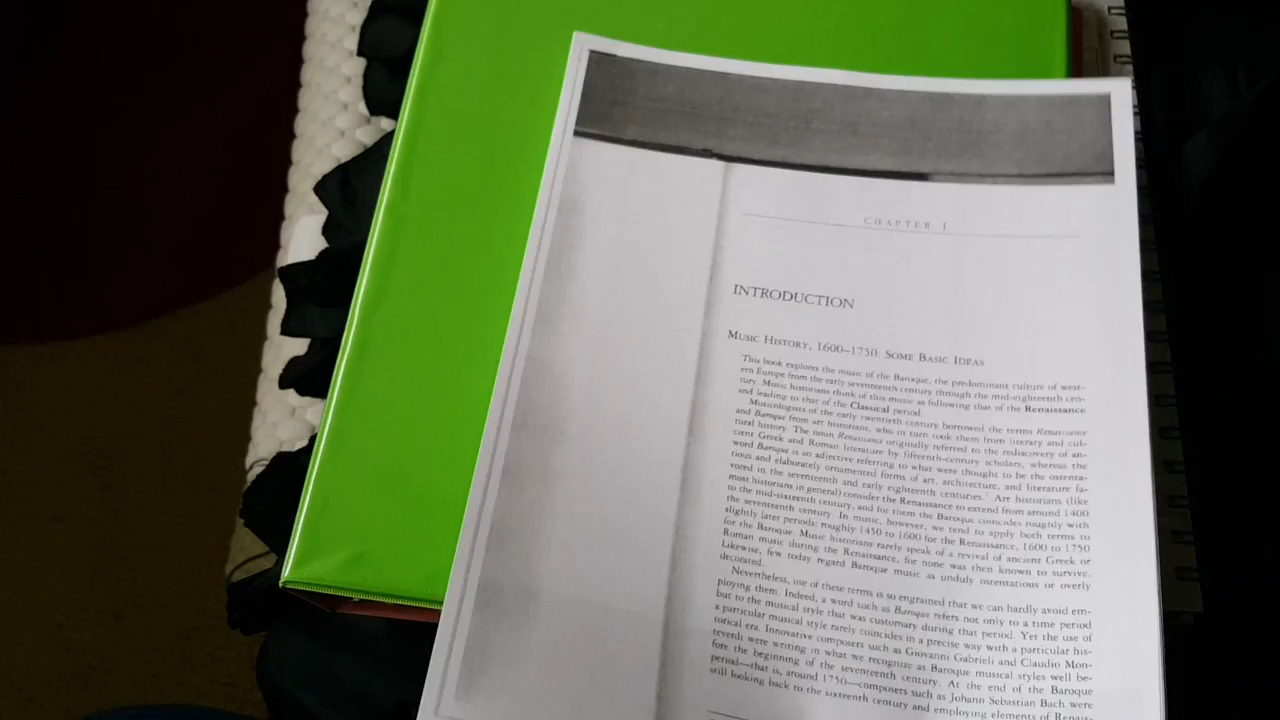 CHAPTER 1
INTRODUCTION
MUSIC HISTORY, 1600–1750: SOME BASIC IDEAS
This book explores the music of the Baroque, the predominant culture of west-
ern Europe from the early seventeenth century through the mid-eighteenth cen-
tury. Music historians think of this music as following that of the Renaissance
and leading to that of the Classical period.
Musicologists of the early twentieth century borrowed the terms Renaissance
and Baroque from art historians, who in turn took them from literary and cul-
tural history. The noun Renaissance originally referred to the rediscovery of an-
cient Greek and Roman literature by fifteenth-century scholars, whereas the
word Baroque is an adjective referring to what were thought to be the ostenta-
tious and elaborately ornamented forms of art, architecture, and literature fa-
vored in the seventeenth and early eighteenth centuries.¹ Art historians (like
most historians in general) consider the Renaissance to extend from around 1400
to the mid-sixteenth century, and for them the Baroque coincides roughly with
the seventeenth century. In music, however, we tend to apply both terms to
slightly later periods: roughly 1450 to 1600 for the Renaissance, 1600 to 1750
for the Baroque. Music historians rarely speak of a revival of ancient Greek or
Roman music during the Renaissance, for none was then known to survive.
Likewise, few today regard Baroque music as unduly ostentatious or overly
decorated.
Nevertheless, use of these terms is so engrained that we can hardly avoid em-
ploying them. Indeed, a word such as Baroque refers not only to a time period
but to the musical style that was customary during that period. Yet the use of
a particular musical style rarely coincides in a precise way with a particular his-
torical era. Innovative composers such as Giovanni Gabrieli and Claudio Mon-
teverdi were writing in what we recognize as Baroque musical styles well be-
fore the beginning of the seventeenth century. At the end of the Baroque
period—that is, around 1750—composers such as Johann Sebastian Bach were
still looking back to the sixteenth century and employing elements of Renais-